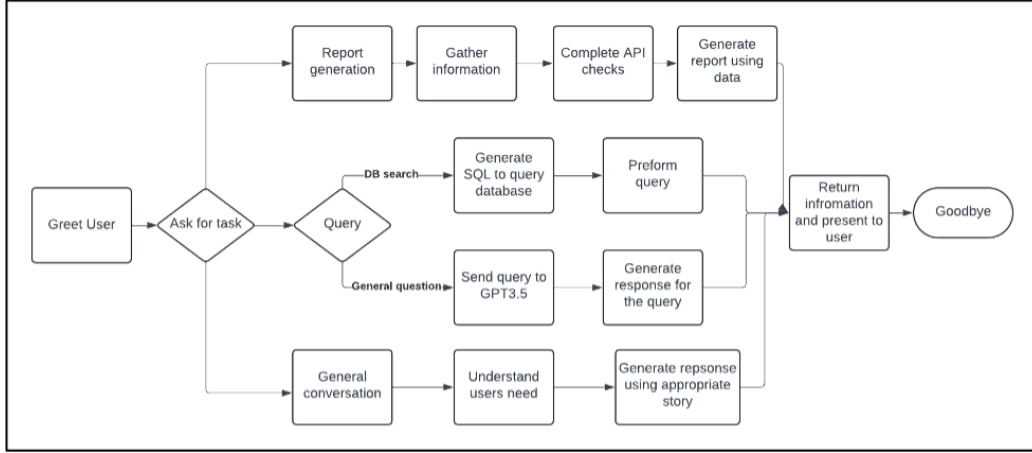 Report
generation
Gather
information
Complete API
checks
Generate
report using
data
DB search
Generate
SQL to query
database
Preform
query
Greet User
Ask for task
Query
Return
infromation
and present to
user
Goodbye
General question
Send query to
GPT3.5
Generate
response for
the query
General
conversation
Understand
users need
Generate repsonse
using appropriate
story